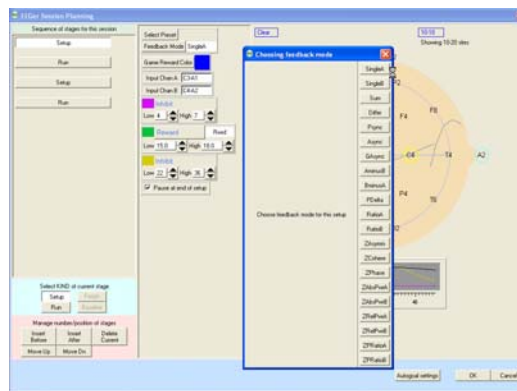 EEGer Session Planning
Sequence of stages for this session
Setup
Run
Setup
Run
Select KIND of current stage
Setup
Run
Manage number/position of stages
Insert Before
Insert After
Delete Current
Move Up
Move Dn
Select Preset
Feedback Mode SingleA
Game Reward Color
Input Chan A C3-A1
Input Chan B C4-A2
Inhibit
Low 4 High 7
Reward Fixed
Low 15.0 High 18.0
Inhibit
Low 22 High 36
Pause at end of setup
Clear
10-10
Showing 10-20 sites
Choosing feedback mode
Choose feedback mode for this setup
SingleA
SingleB
Sum
Differ
Psync
Async
GAsync
AminusB
BminusA
PDelta
RatioA
RatioB
ZAsymm
ZCohere
ZPhase
ZAbsPwrA
ZAbsPwrB
ZRelPwrA
ZRelPwrB
ZPRatioA
ZPRatioB
F4
F8
C4
T4
A2
P4
T6
Autogoal settings
OK
Cancel